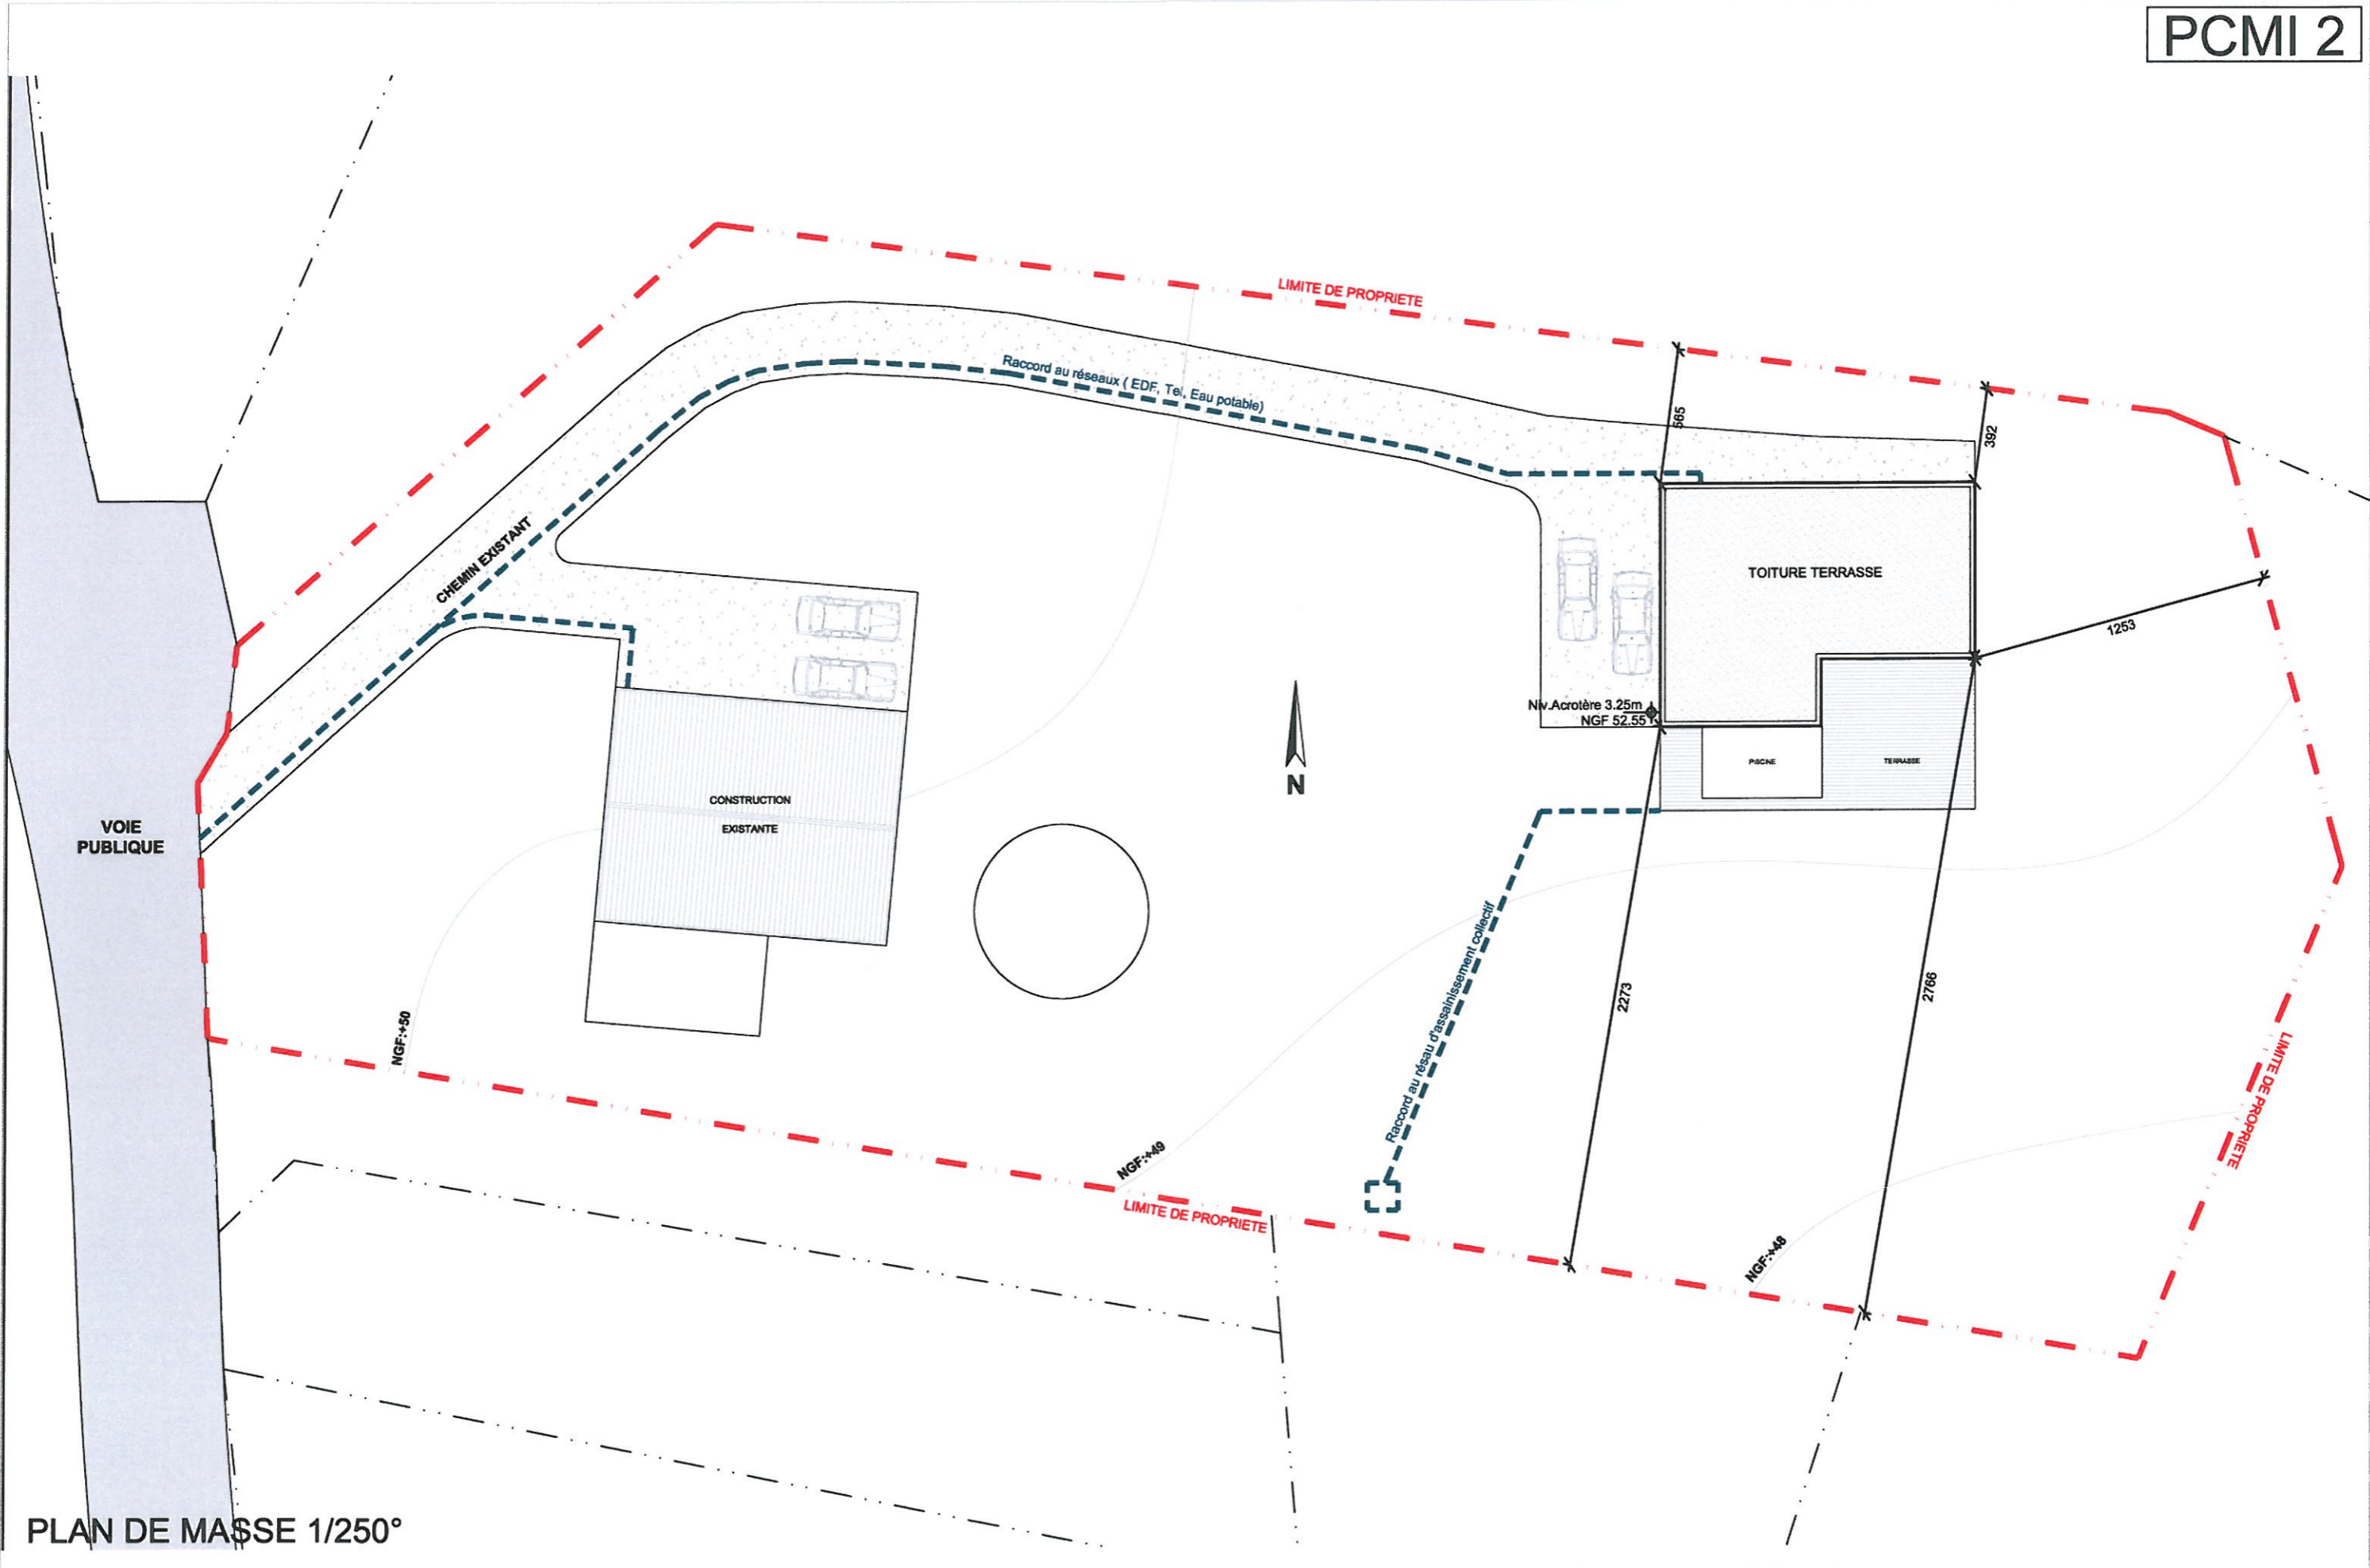 PCMI 2
LIMITE DE PROPRIETE
Raccord au réseaux ( EDF, Tel, Eau potable)
565
392
CHEMIN EXISTANT
TOITURE TERRASSE
1253
Niv.Acrotère 3.25m
NGF 52.55
N
PISCINE
TERRASSE
CONSTRUCTION
EXISTANTE
VOIE
PUBLIQUE
Raccord au résau d'assainissement collectif
2273
2766
NGF:+50
LIMITE DE PROPRIETE
NGF:+49
LIMITE DE PROPRIETE
NGF:+48
PLAN DE MASSE 1/250°